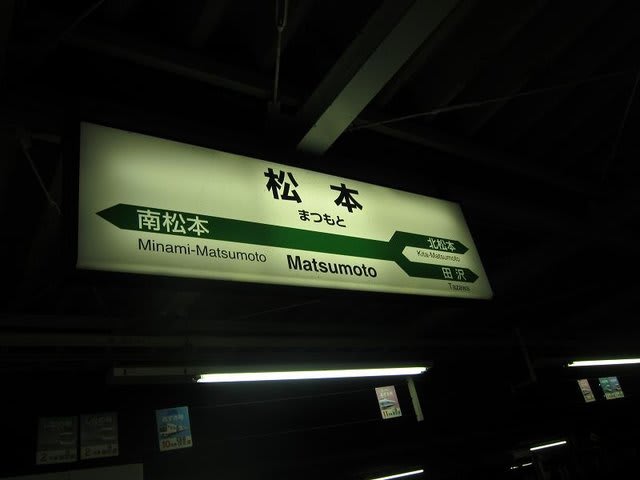 松本
まつもと
南松本
Minami-Matsumoto
Matsumoto
北松本
Kita-Matsumoto
田沢
Tazawa